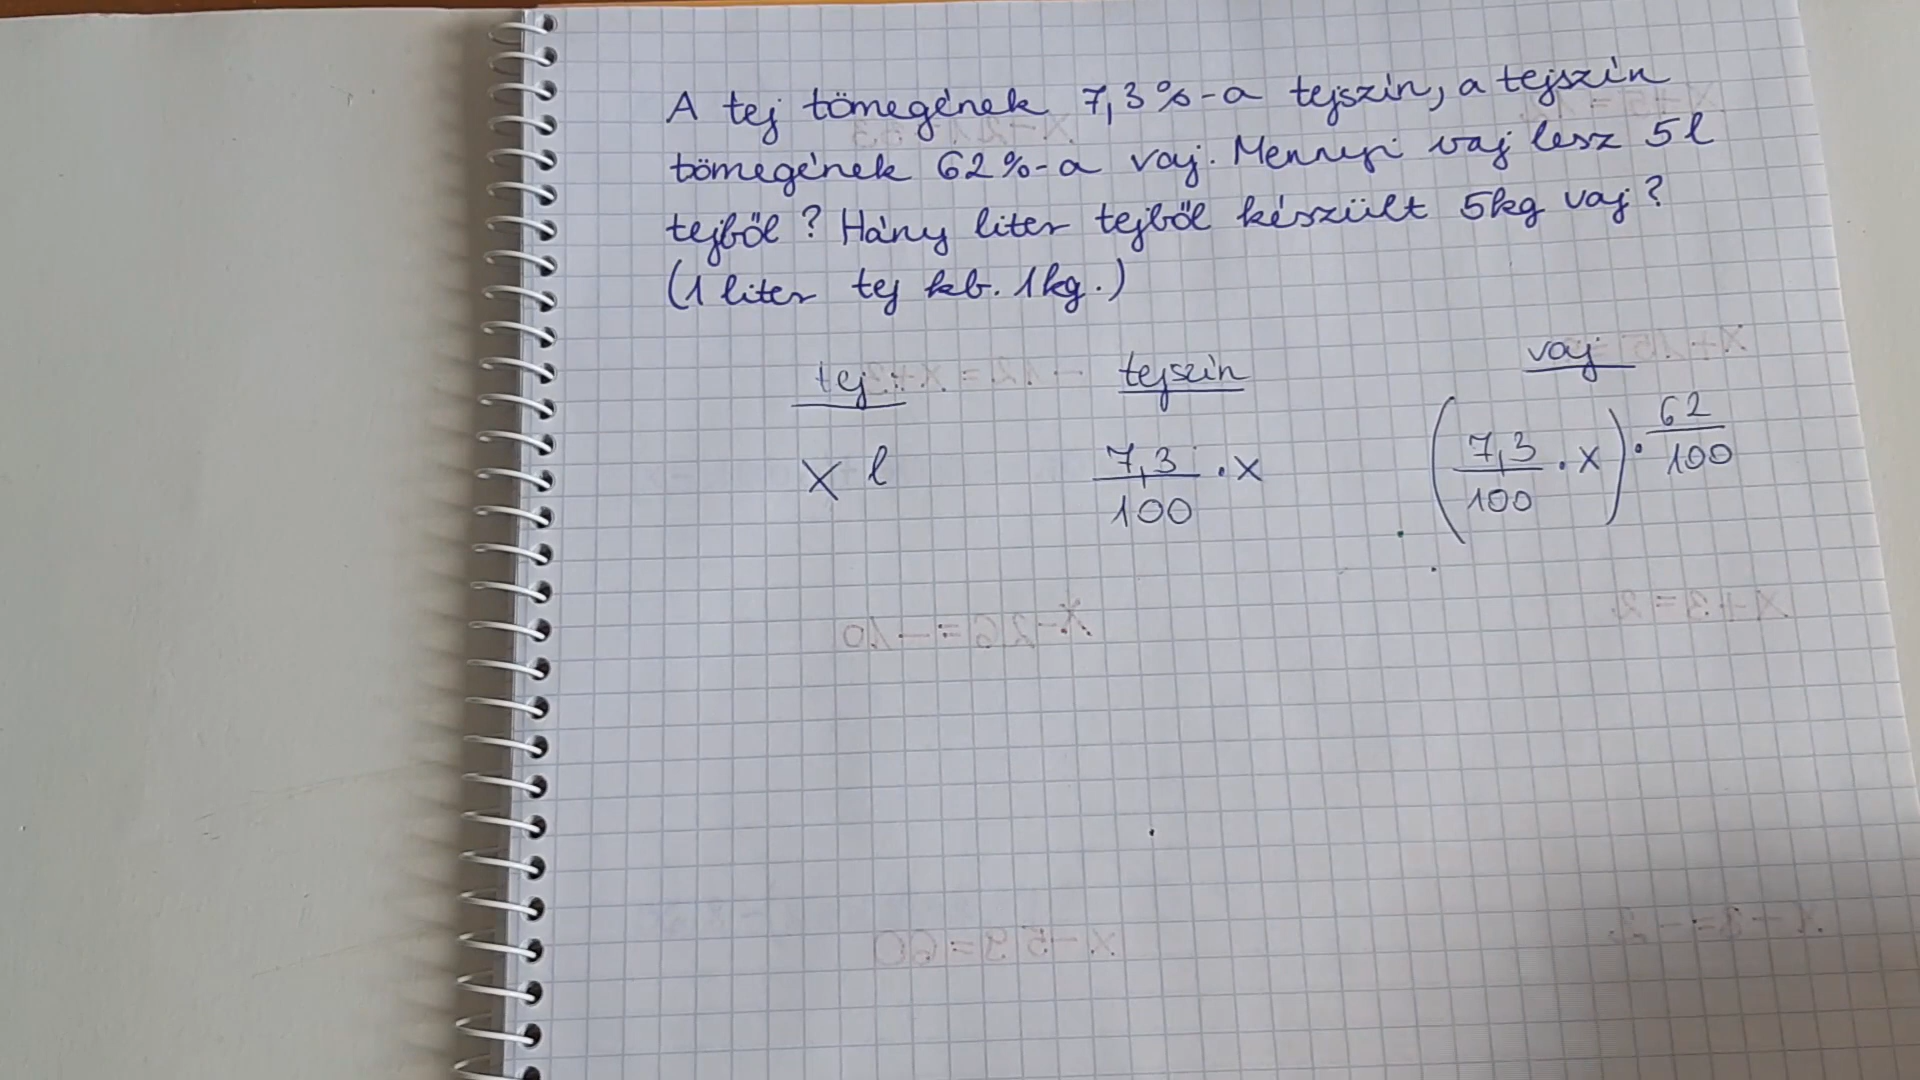 A tej tömegének 7,3%-a tejszín, a tejszín
tömegének 62%-a vaj. Mennyi vaj lesz 5l
tejből? Hány liter tejből készült 5kg vaj?
(1 liter tej kb. 1kg.)
tej tejszín vaj
x l 7,3/100 · x (7,3/100 · x) · 62/100